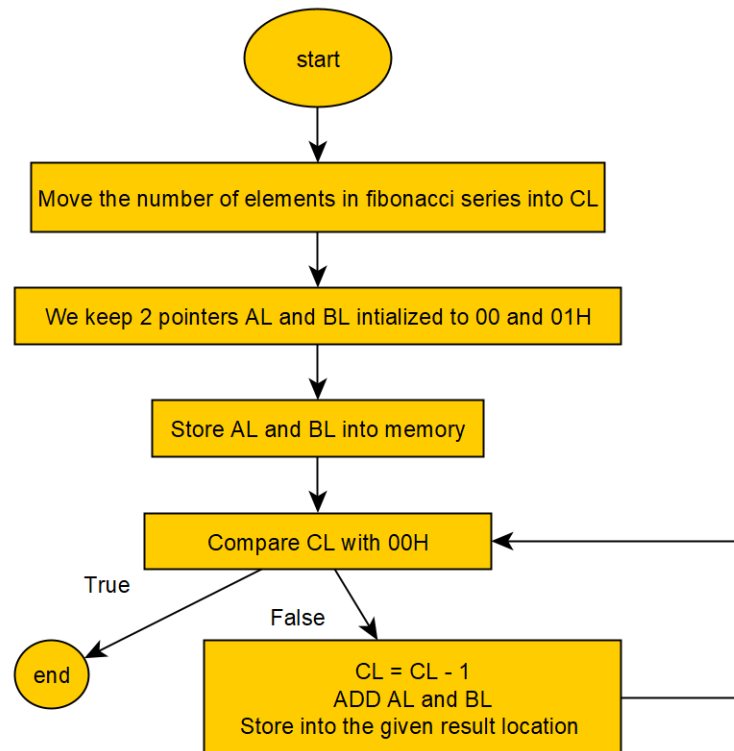 start
Move the number of elements in fibonacci series into CL
We keep 2 pointers AL and BL intialized to 00 and 01H
Store AL and BL into memory
Compare CL with 00H
True
False
end
CL = CL - 1
ADD AL and BL
Store into the given result location